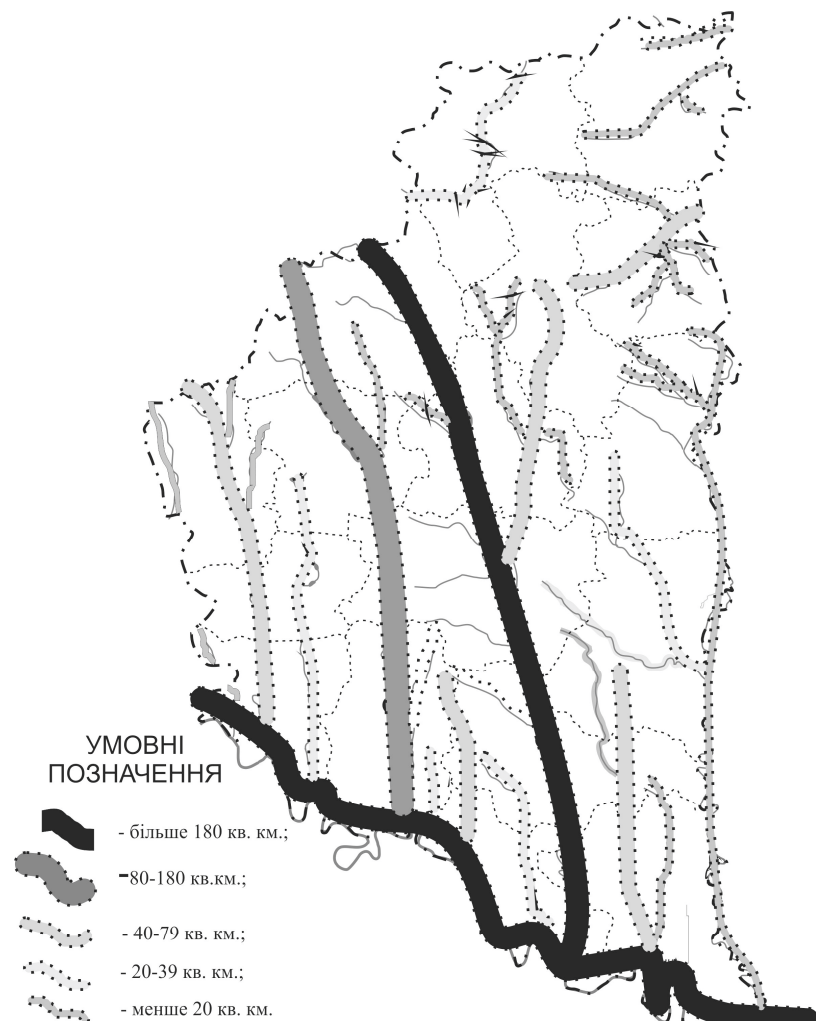 УМОВНІ
ПОЗНАЧЕННЯ
- більше 180 кв. км.;
-80-180 кв.км.;
- 40-79 кв. км.;
- 20-39 кв. км.;
- менше 20 кв. км.